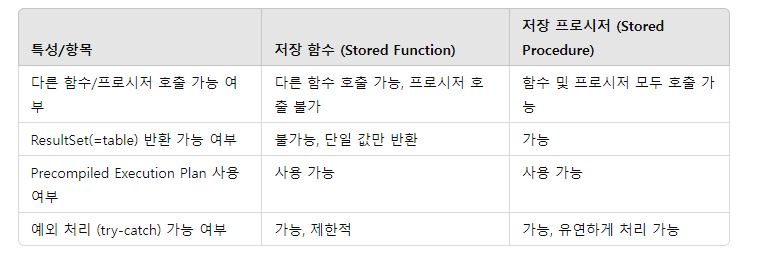 특성/항목
저장 함수 (Stored Function)
저장 프로시저 (Stored
Procedure)
다른 함수/프로시저 호출 가능 여
부
다른 함수 호출 가능, 프로시저 호
출 불가
함수 및 프로시저 모두 호출 가
능
ResultSet(=table) 반환 가능 여부
불가능, 단일 값만 반환
가능
Precompiled Execution Plan 사용
여부
사용 가능
사용 가능
예외 처리 (try-catch) 가능 여부
가능, 제한적
가능, 유연하게 처리 가능